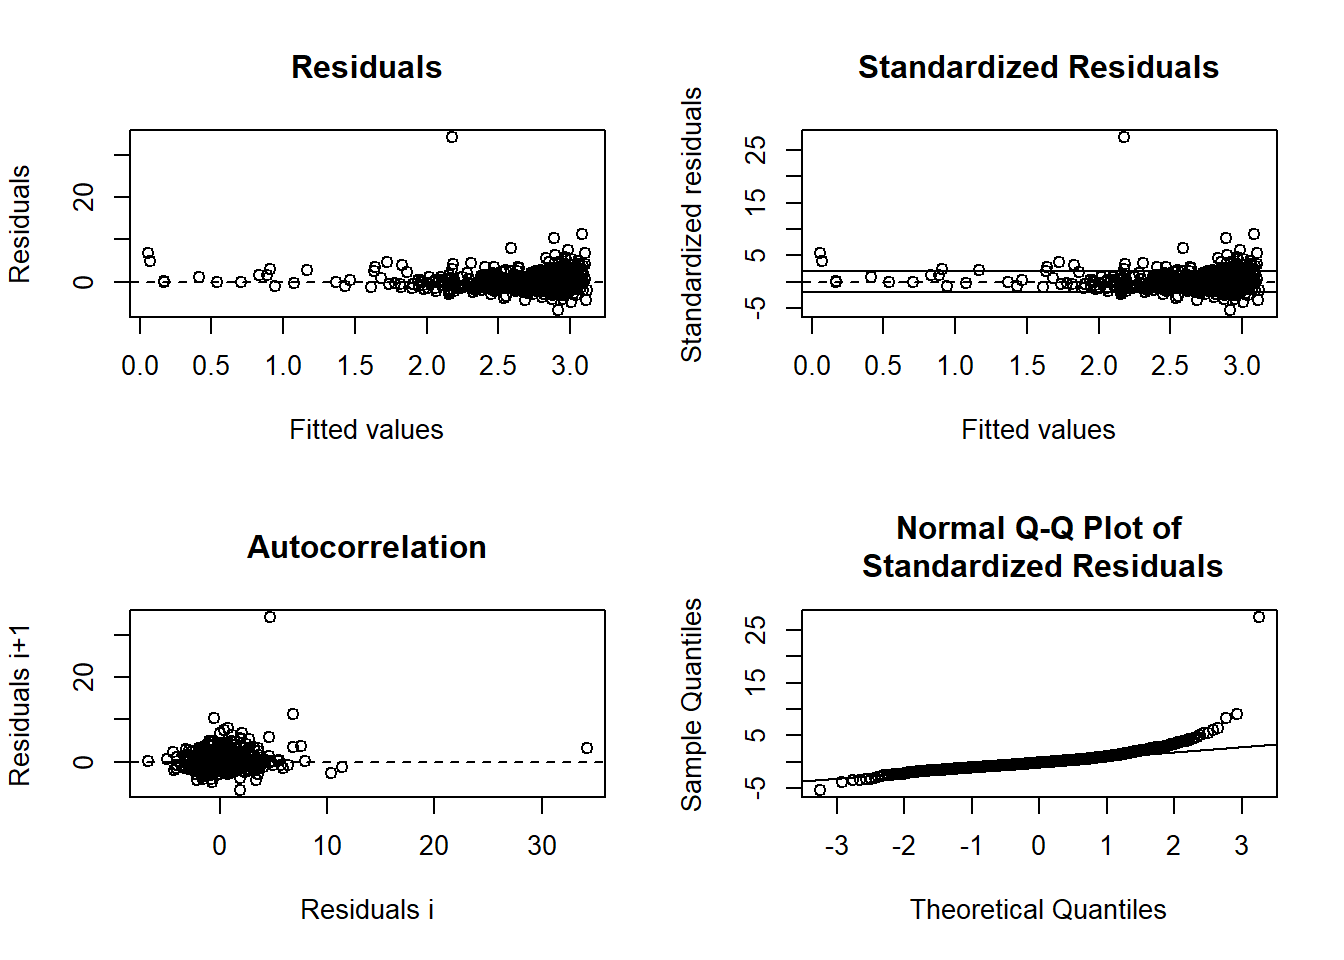 Residuals
Residuals
20
0
0.0 0.5 1.0 1.5 2.0 2.5 3.0
Fitted values
Standardized Residuals
Standardized residuals
25
15
5
-5
0.0 0.5 1.0 1.5 2.0 2.5 3.0
Fitted values
Autocorrelation
Residuals i+1
20
0
0 10 20 30
Residuals i
Normal Q-Q Plot of
Standardized Residuals
Sample Quantiles
25
15
5
-5
-3 -2 -1 0 1 2 3
Theoretical Quantiles